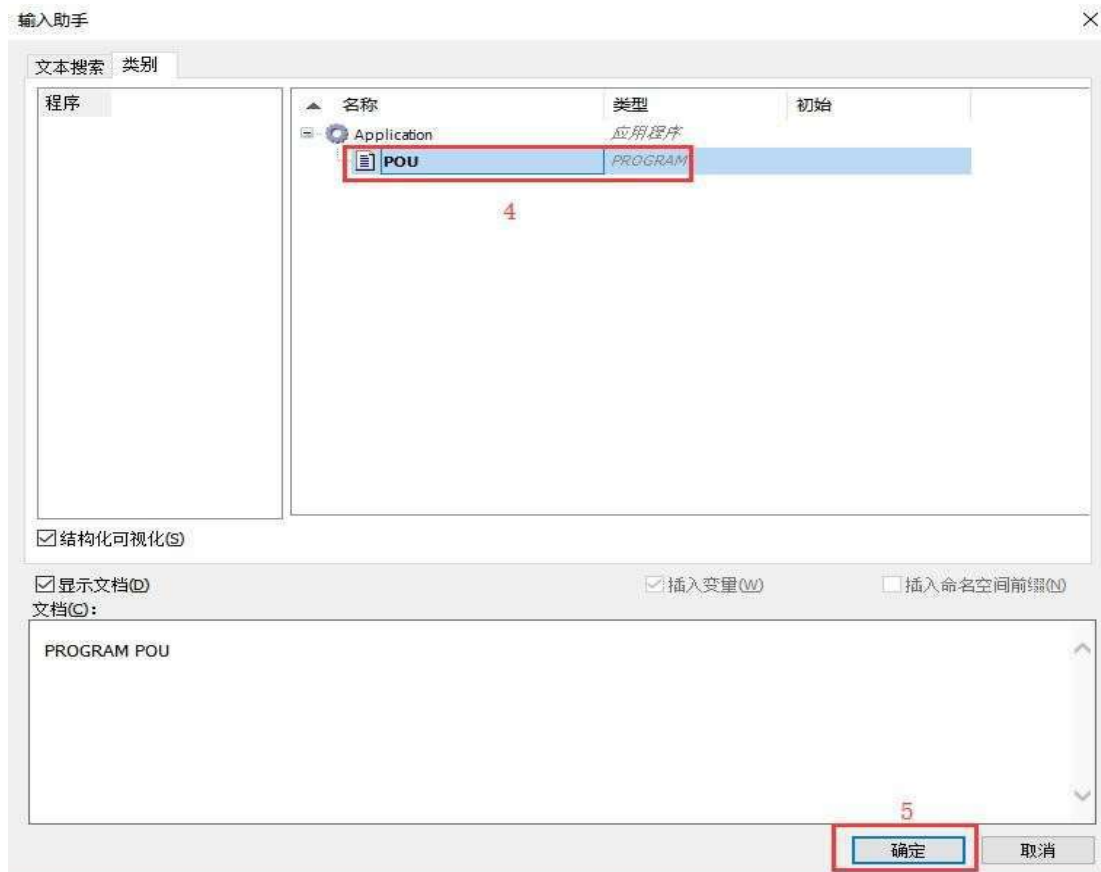 输入助手
文本搜索 类别
程序
名称 类型 初始
Application 应用程序
POU PROGRAM
4
结构化可视化(S)
显示文档(D) 插入变量(W) 插入命名空间前缀(N)
文档(C):
PROGRAM POU
5
确定 取消